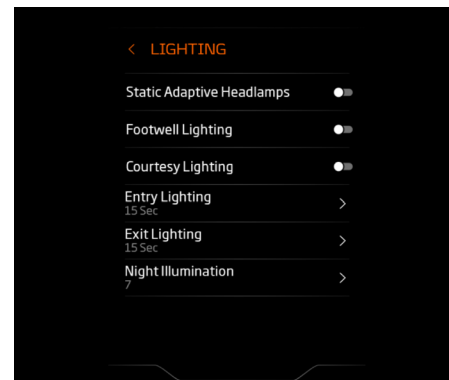 LIGHTING
Static Adaptive Headlamps
Footwell Lighting
Courtesy Lighting
Entry Lighting
15 Sec
Exit Lighting
15 Sec
Night Illumination
7